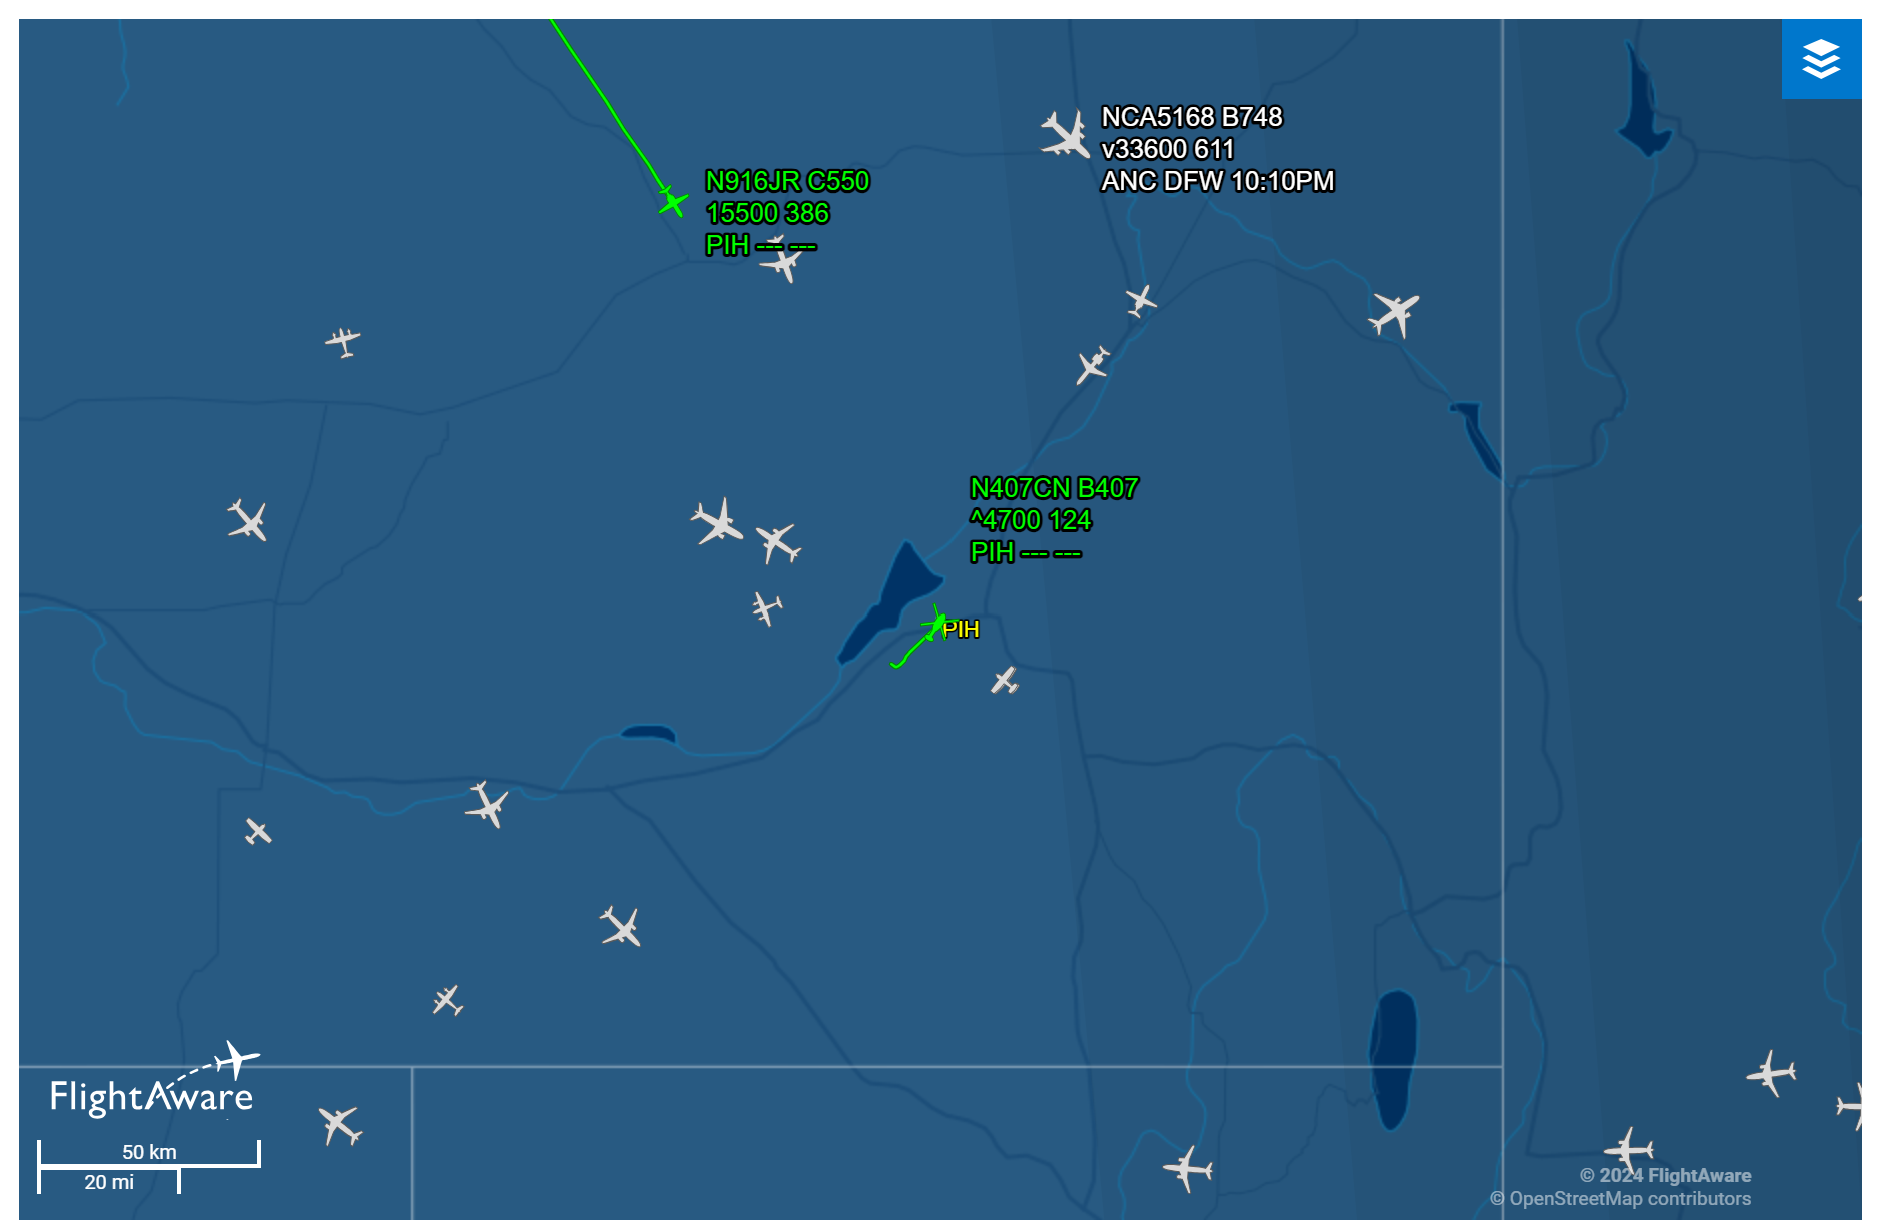 NCA5168 B748
v33600 611
ANC DFW 10:10PM
N916JR C550
15500 386
PIH --- ---
N407CN B407
^4700 124
PIH --- ---
PIH
FlightAware
50 km
20 mi
© 2024 FlightAware
© OpenStreetMap contributors